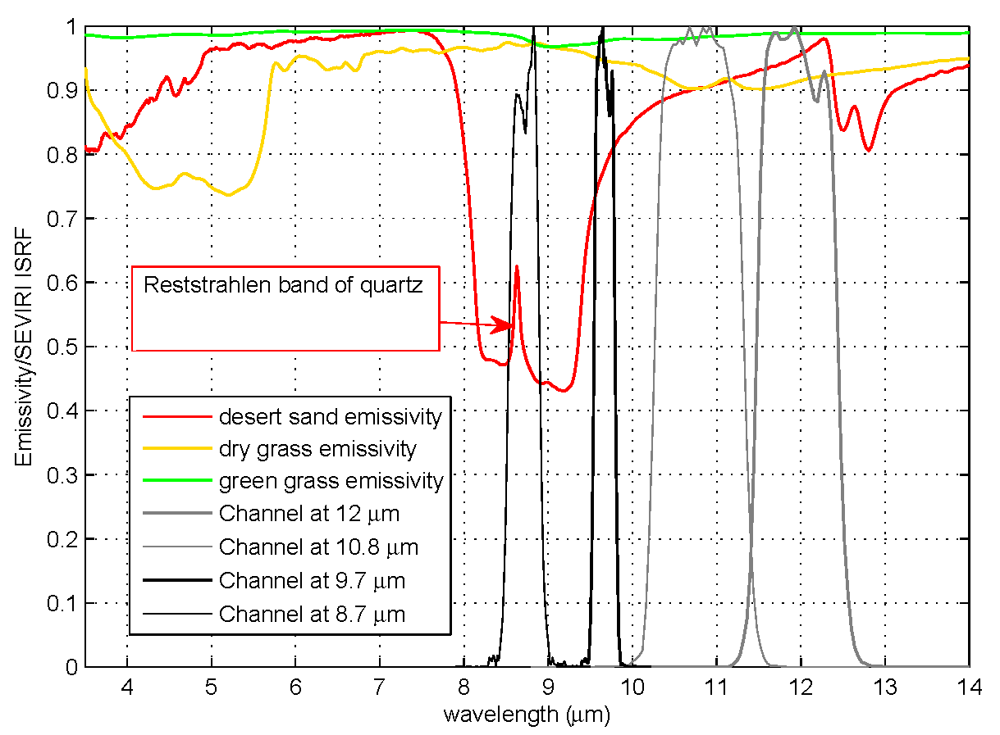 1
0.9
0.8
0.7
0.6
0.5
0.4
0.3
0.2
0.1
0
Emissivity/SEVIRI ISRF
Reststrahlen band of quartz
desert sand emissivity
dry grass emissivity
green grass emissivity
Channel at 12 μm
Channel at 10.8 μm
Channel at 9.7 μm
Channel at 8.7 μm
4 5 6 7 8 9 10 11 12 13 14
wavelength (μm)